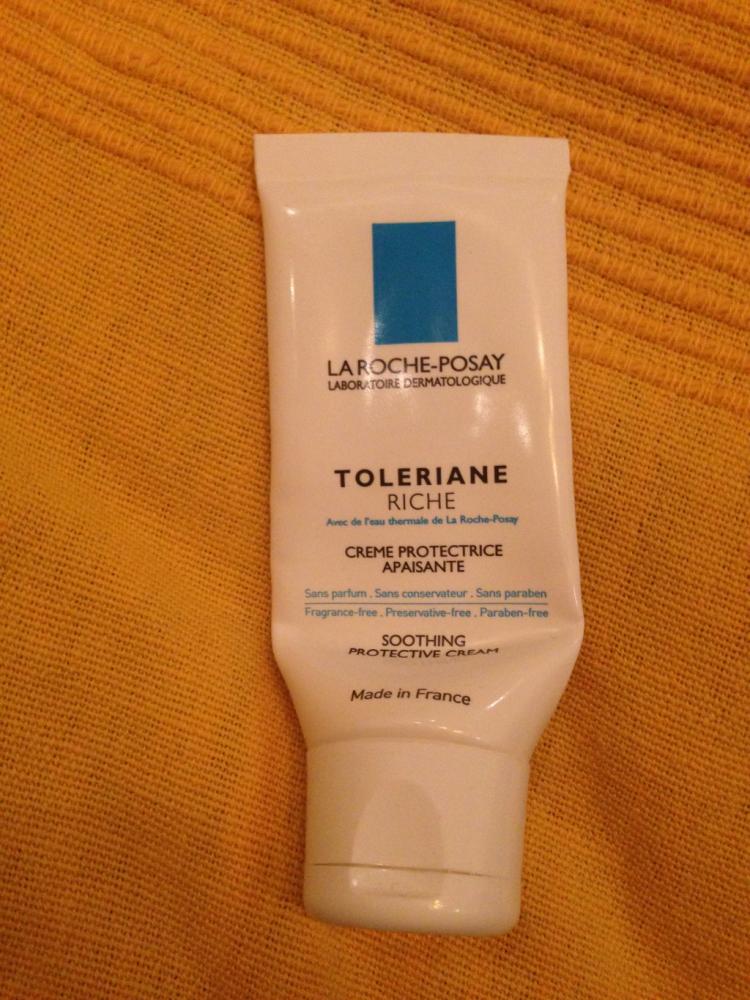 LA ROCHE-POSAY
LABORATOIRE DERMATOLOGIQUE
TOLERIANE
RICHE
Avec de l'eau thermale de La Roche-Posay
CREME PROTECTRICE
APAISANTE
Sans parfum . Sans conservateur . Sans paraben
Fragrance-free . Preservative-free . Paraben-free
SOOTHING
PROTECTIVE CREAM
Made in France